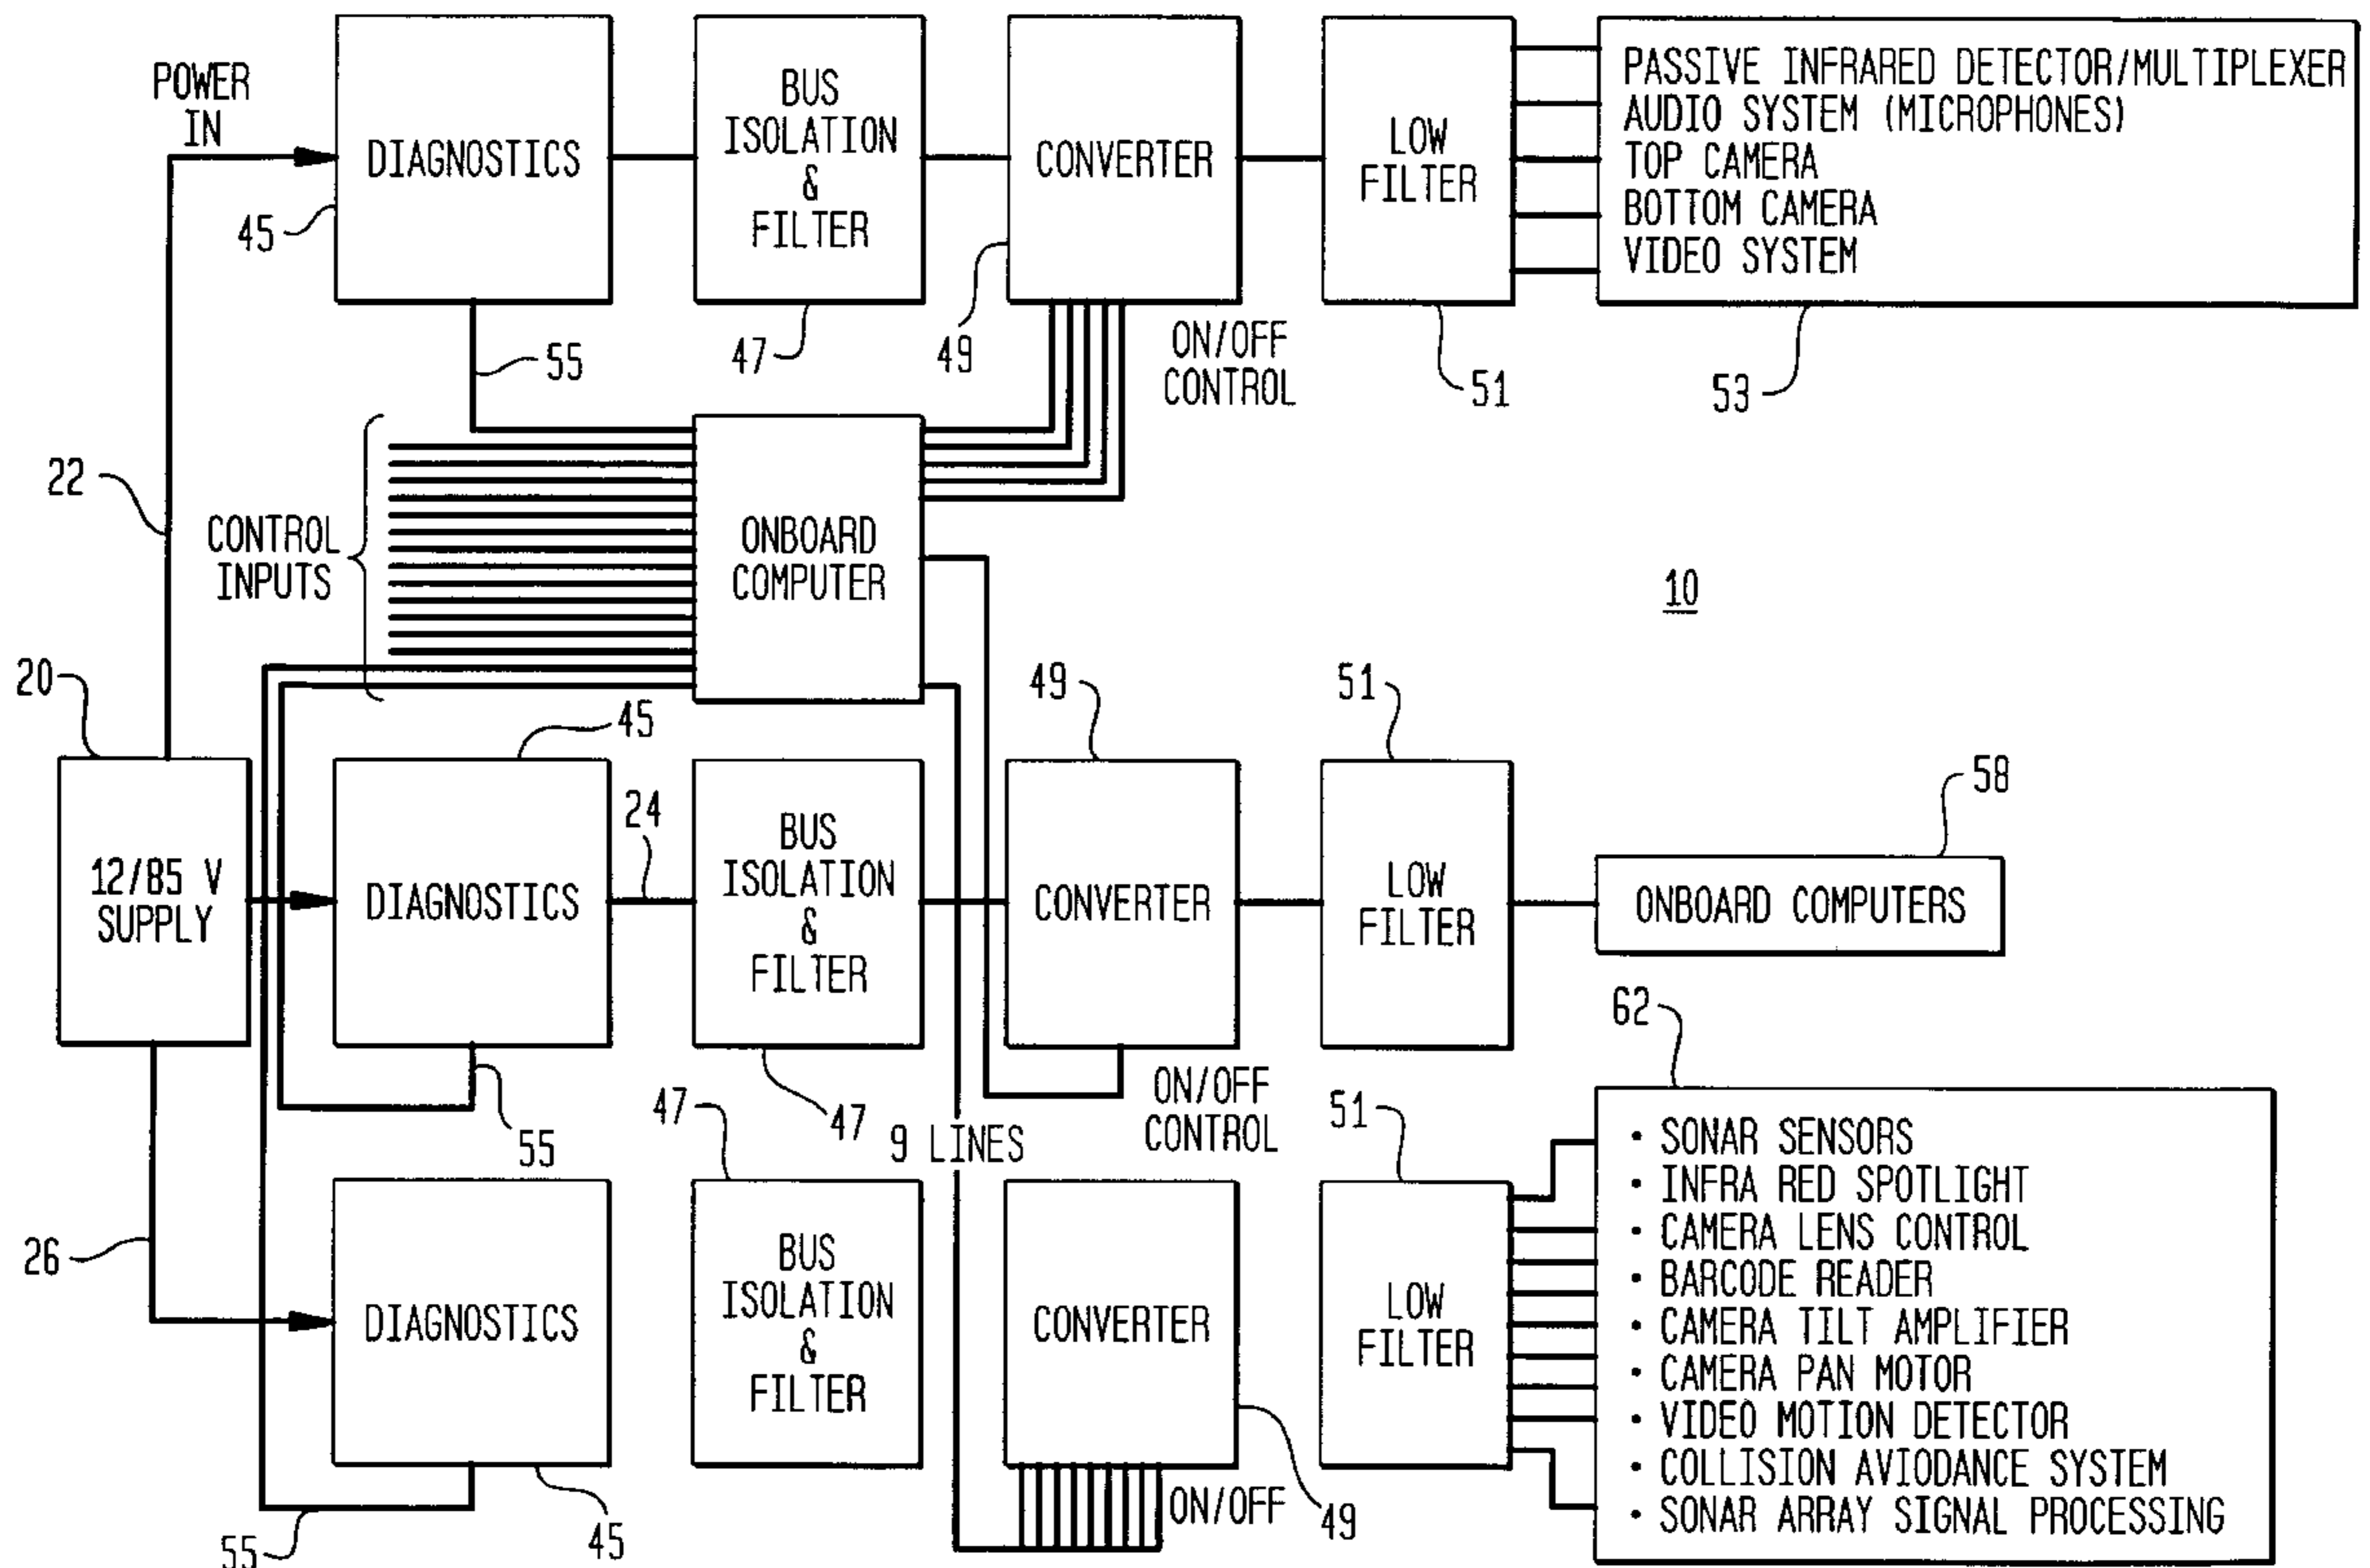 POWER
IN
DIAGNOSTICS
BUS
ISOLATION
&
FILTER
CONVERTER
LOW
FILTER
PASSIVE INFRARED DETECTOR/MULTIPLEXER
AUDIO SYSTEM (MICROPHONES)
TOP CAMERA
BOTTOM CAMERA
VIDEO SYSTEM
45
55
47
49
ON/OFF
CONTROL
51
53
22
CONTROL
INPUTS
ONBOARD
COMPUTER
10
20
45
49
51
58
12/85 V
SUPPLY
DIAGNOSTICS
24
BUS
ISOLATION
&
FILTER
CONVERTER
LOW
FILTER
ONBOARD COMPUTERS
62
55
47
47
9 LINES
ON/OFF
CONTROL
51
26
DIAGNOSTICS
BUS
ISOLATION
&
FILTER
CONVERTER
LOW
FILTER
• SONAR SENSORS
• INFRA RED SPOTLIGHT
• CAMERA LENS CONTROL
• BARCODE READER
• CAMERA TILT AMPLIFIER
• CAMERA PAN MOTOR
• VIDEO MOTION DETECTOR
• COLLISION AVIODANCE SYSTEM
• SONAR ARRAY SIGNAL PROCESSING
55
45
ON/OFF
49